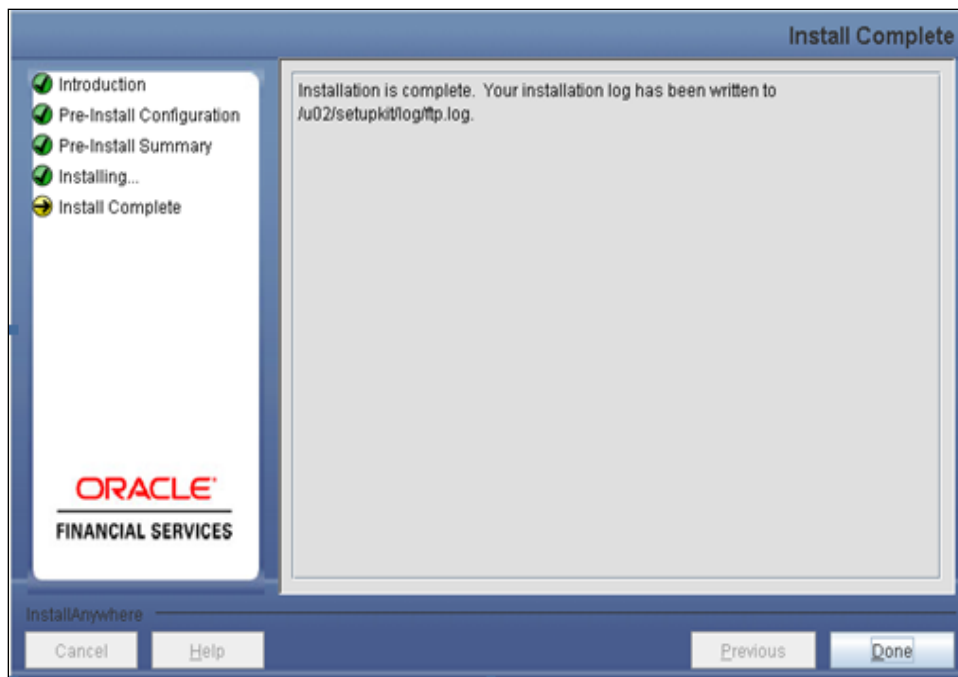 Install Complete
Introduction
Pre-Install Configuration
Pre-Install Summary
Installing...
Install Complete
Installation is complete. Your installation log has been written to
/u02/setupkit/log/ftp.log.
ORACLE
FINANCIAL SERVICES
InstallAnywhere
Cancel
Help
Previous
Done